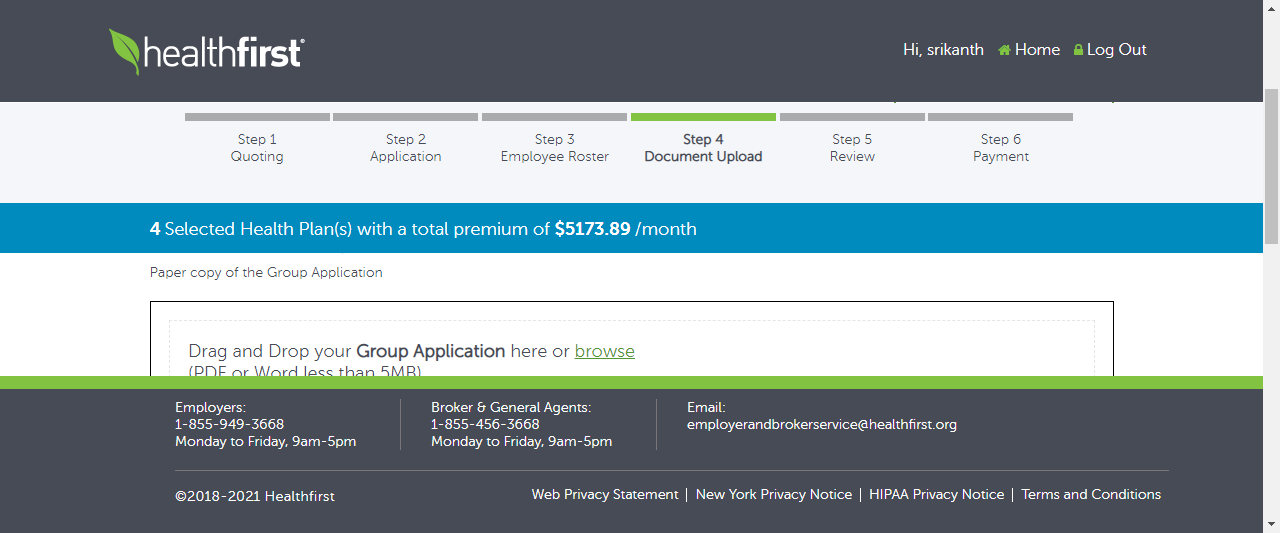 healthfirst
Hi, srikanth Home Log Out
Step 1 Step 2 Step 3 Step 4 Step 5 Step 6
Quoting Application Employee Roster Document Upload Review Payment
4 Selected Health Plan(s) with a total premium of $5173.89 /month
Paper copy of the Group Application
Drag and Drop your Group Application here or browse
(PDF or Word less than 5MB)
Employers: Broker & General Agents: Email:
1-855-949-3668 1-855-456-3668 employerandbrokerservice@healthfirst.org
Monday to Friday, 9am-5pm Monday to Friday, 9am-5pm
©2018-2021 Healthfirst Web Privacy Statement | New York Privacy Notice | HIPAA Privacy Notice | Terms and Conditions